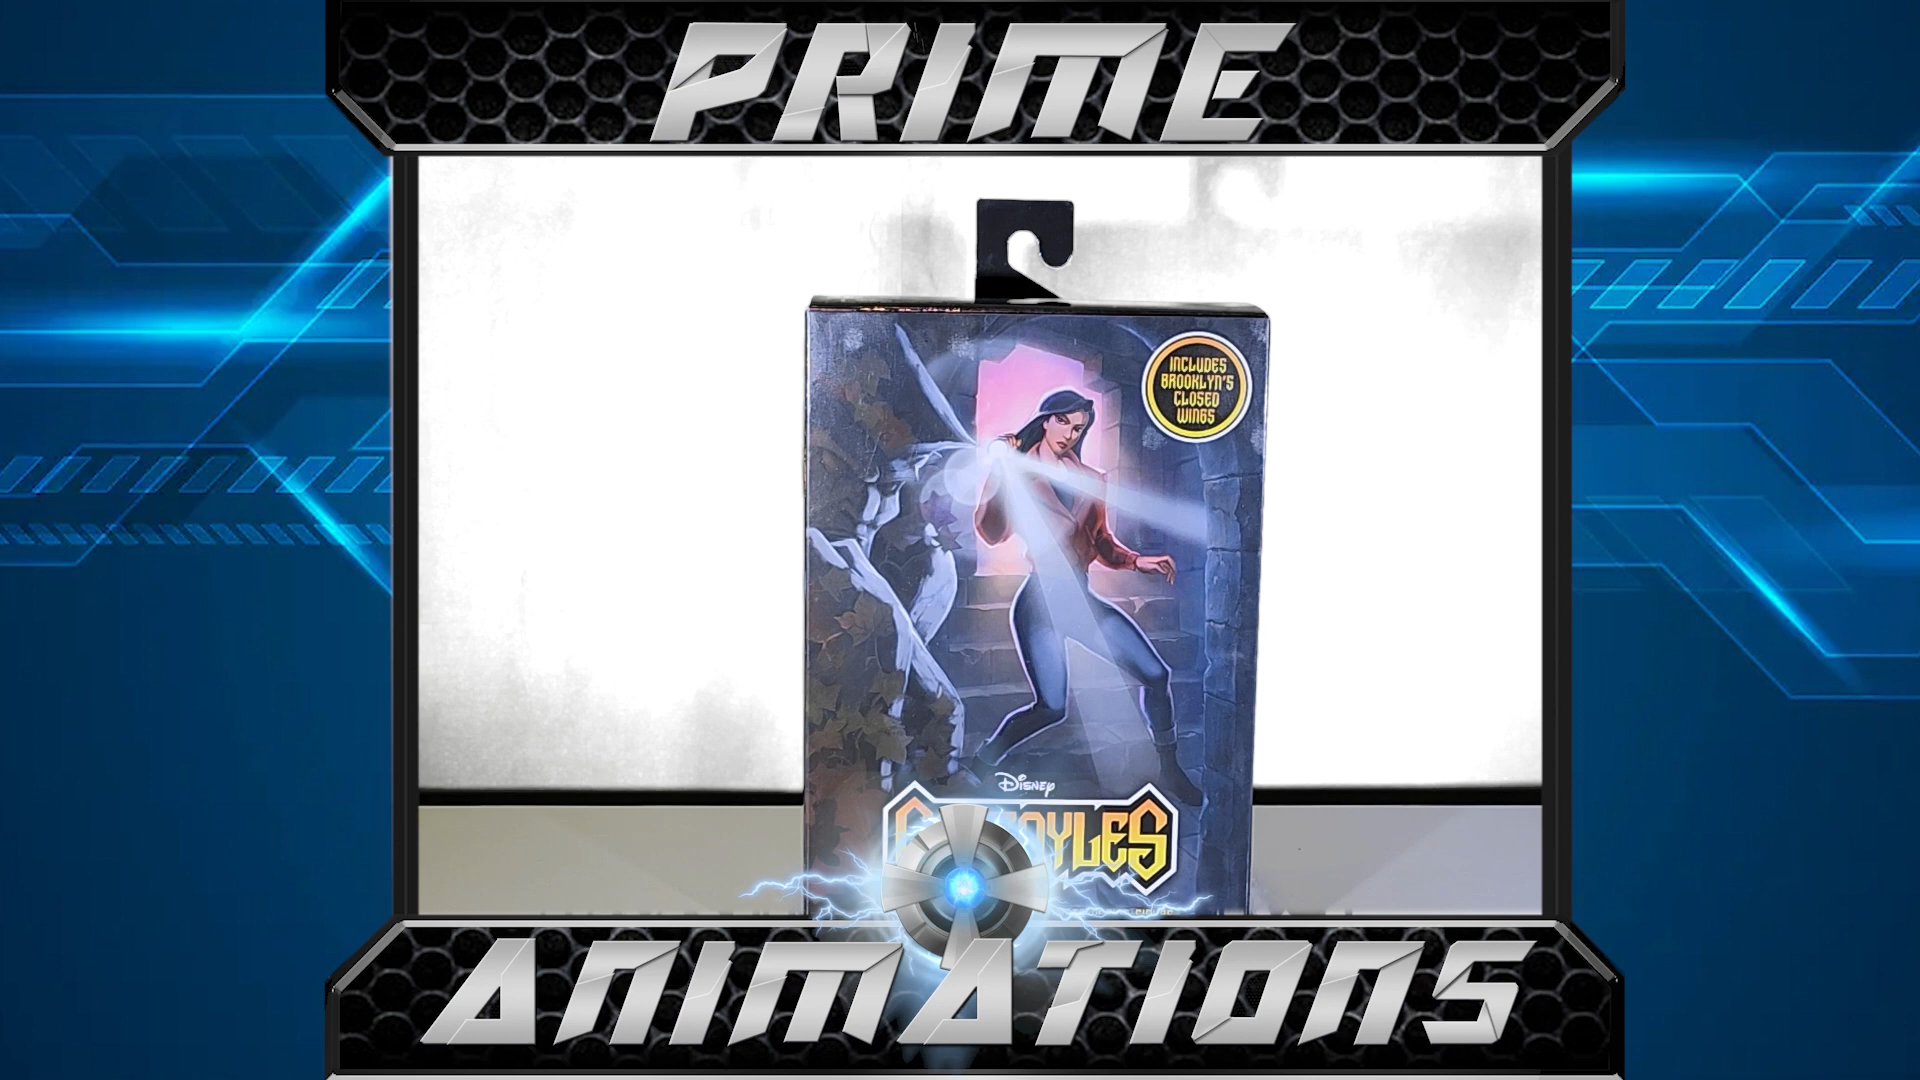 PRIME
INCLUDES
BROOKLYN'S
CLOSED
WINGS
Disney
ANIMATIONS